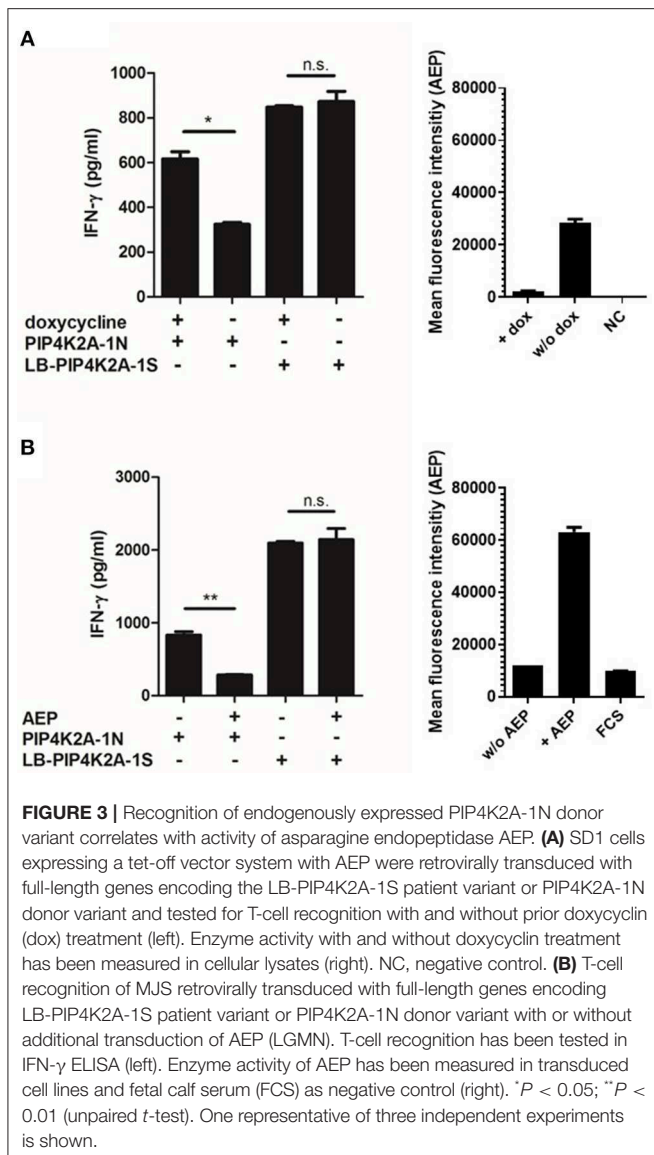 A
IFN-γ (pg/ml)
1000
800
600
400
200
0
*
n.s.
doxycycline + - + -
PIP4K2A-1N + + - -
LB-PIP4K2A-1S - - + +
Mean fluorescence intensitiy (AEP)
80000
60000
40000
20000
0
+ dox
w/o dox
NC
B
IFN-γ (pg/ml)
3000
2000
1000
0
**
n.s.
AEP - + - +
PIP4K2A-1N + + - -
LB-PIP4K2A-1S - - + +
Mean fluorescence intensitiy (AEP)
80000
60000
40000
20000
0
w/o AEP
+ AEP
FCS
FIGURE 3 | Recognition of endogenously expressed PIP4K2A-1N donor
variant correlates with activity of asparagine endopeptidase AEP. (A) SD1 cells
expressing a tet-off vector system with AEP were retrovirally transduced with
full-length genes encoding the LB-PIP4K2A-1S patient variant or PIP4K2A-1N
donor variant and tested for T-cell recognition with and without prior doxycyclin
(dox) treatment (left). Enzyme activity with and without doxycyclin treatment
has been measured in cellular lysates (right). NC, negative control. (B) T-cell
recognition of MJS retrovirally transduced with full-length genes encoding
LB-PIP4K2A-1S patient variant or PIP4K2A-1N donor variant with or without
additional transduction of AEP (LGMN). T-cell recognition has been tested in
IFN-γ ELISA (left). Enzyme activity of AEP has been measured in transduced
cell lines and fetal calf serum (FCS) as negative control (right). *P < 0.05; **P <
0.01 (unpaired t-test). One representative of three independent experiments
is shown.